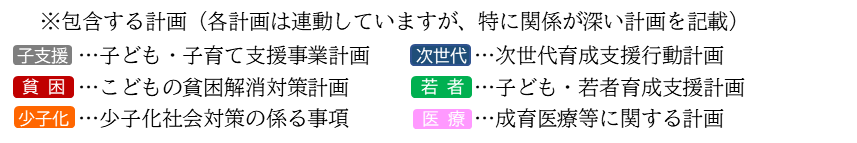 ※包含する計画（各計画は連動していますが、特に関係が深い計画を記載）
子支援 …子ども・子育て支援事業計画 次世代 …次世代育成支援行動計画
貧 困 …こどもの貧困解消対策計画 若 者 …子ども・若者育成支援計画
少子化 …少子化社会対策の係る事項 医 療 …成育医療等に関する計画